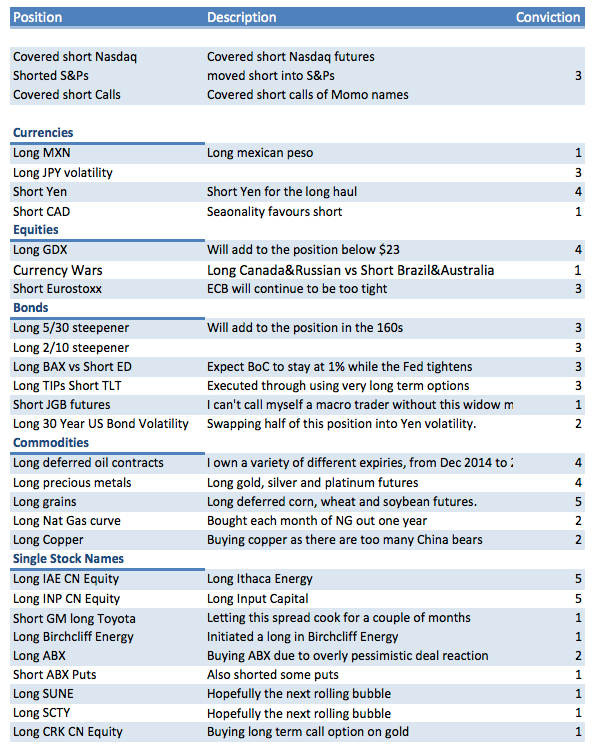 Position Description Conviction
Covered short Nasdaq Covered short Nasdaq futures
Shorted S&Ps moved short into S&Ps 3
Covered short Calls Covered short calls of Momo names
Currencies
Long MXN Long mexican peso 1
Long JPY volatility 3
Short Yen Short Yen for the long haul 4
Short CAD Seaonality favours short 1
Equities
Long GDX Will add to the position below $23 4
Currency Wars Long Canada&Russian vs Short Brazil&Australia 1
Short Eurostoxx ECB will continue to be too tight 3
Bonds
Long 5/30 steepener Will add to the position in the 160s 3
Long 2/10 steepener 3
Long BAX vs Short ED Expect BoC to stay at 1% while the Fed tightens 3
Long TIPs Short TLT Executed through using very long term options 3
Short JGB futures I can't call myself a macro trader without this widow m 1
Long 30 Year US Bond Volatility Swapping half of this position into Yen volatility. 2
Commodities
Long deferred oil contracts I own a variety of different expiries, from Dec 2014 to 4
Long precious metals Long gold, silver and platinum futures 4
Long grains Long deferred corn, wheat and soybean futures. 5
Long Nat Gas curve Bought each month of NG out one year 2
Long Copper Buying copper as there are too many China bears 2
Single Stock Names
Long IAE CN Equity Long Ithaca Energy 5
Long INP CN Equity Long Input Capital 5
Short GM long Toyota Letting this spread cook for a couple of months 1
Long Birchcliff Energy Initiated a long in Birchcliff Energy 1
Long ABX Buying ABX due to overly pessimistic deal reaction 2
Short ABX Puts Also shorted some puts 1
Long SUNE Hopefully the next rolling bubble 1
Long SCTY Hopefully the next rolling bubble 1
Long CRK CN Equity Buying long term call option on gold 1